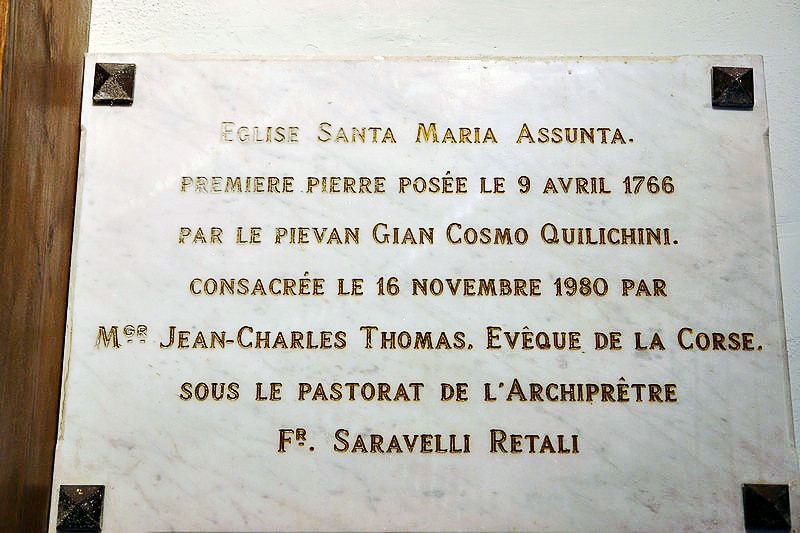 EGLISE SANTA MARIA ASSUNTA.
PREMIERE PIERRE POSÉE LE 9 AVRIL 1766
PAR LE PIEVAN GIAN COSMO QUILICHINI.
CONSACRÉE LE 16 NOVEMBRE 1980 PAR
MGR JEAN-CHARLES THOMAS. EVÊQUE DE LA CORSE.
SOUS LE PASTORAT DE L'ARCHIPRÊTRE
FR. SARAVELLI RETALI